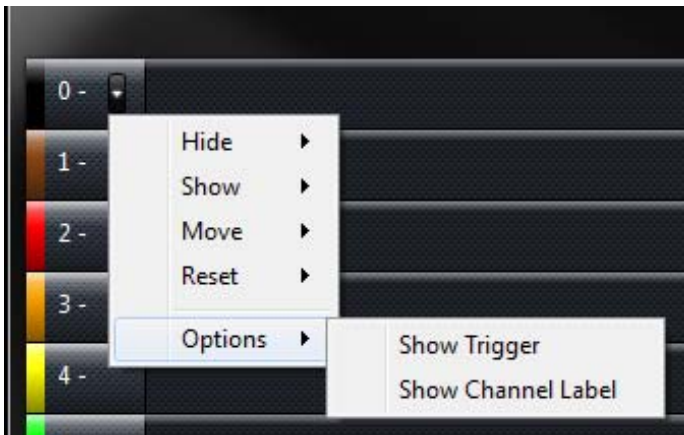 0 -
Hide
1 -
Show
2 -
Move
Reset
3 -
Options
Show Trigger
4 -
Show Channel Label